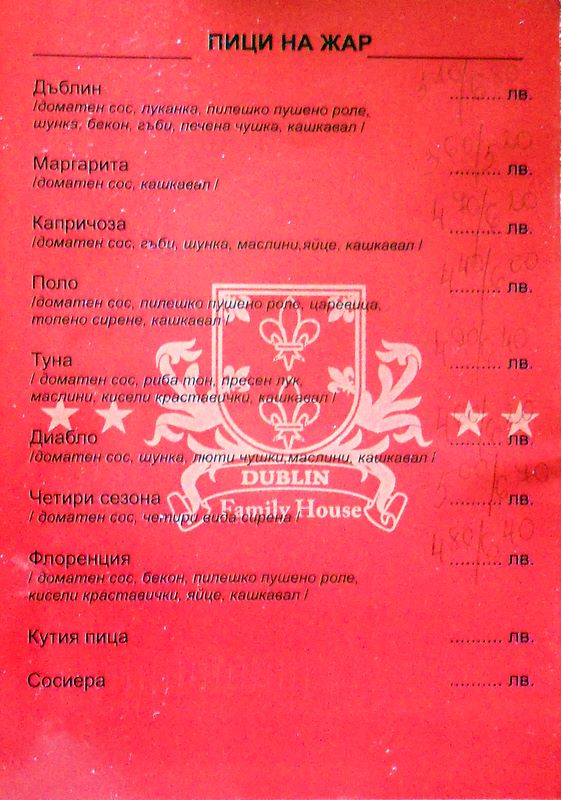 ПИЦИ НА ЖАР
Дъблин .......... лв.
/доматен сос, луканка, пилешко пушено роле,
шунка, бекон, гъби, печена чушка, кашкавал /
Маргарита .......... лв.
/доматен сос, кашкавал /
Капричоза .......... лв.
/доматен сос, гъби, шунка, маслини,яйце, кашкавал /
Поло .......... лв.
/доматен сос, пилешко пушено роле, царевица,
топено сирене, кашкавал /
Туна .......... лв.
/ доматен сос, риба тон, пресен лук,
маслини, кисели краставички, кашкавал /
Диабло .......... лв.
/доматен сос, шунка, люти чушки,маслини, кашкавал /
DUBLIN
Четири сезона .......... лв.
Family House
/ доматен сос, четири вида сирена /
Флоренция .......... лв.
/ доматен сос, бекон, пилешко пушено роле,
кисели краставички, яйце, кашкавал /
Кутия пица .......... лв.
Сосиера .......... лв.